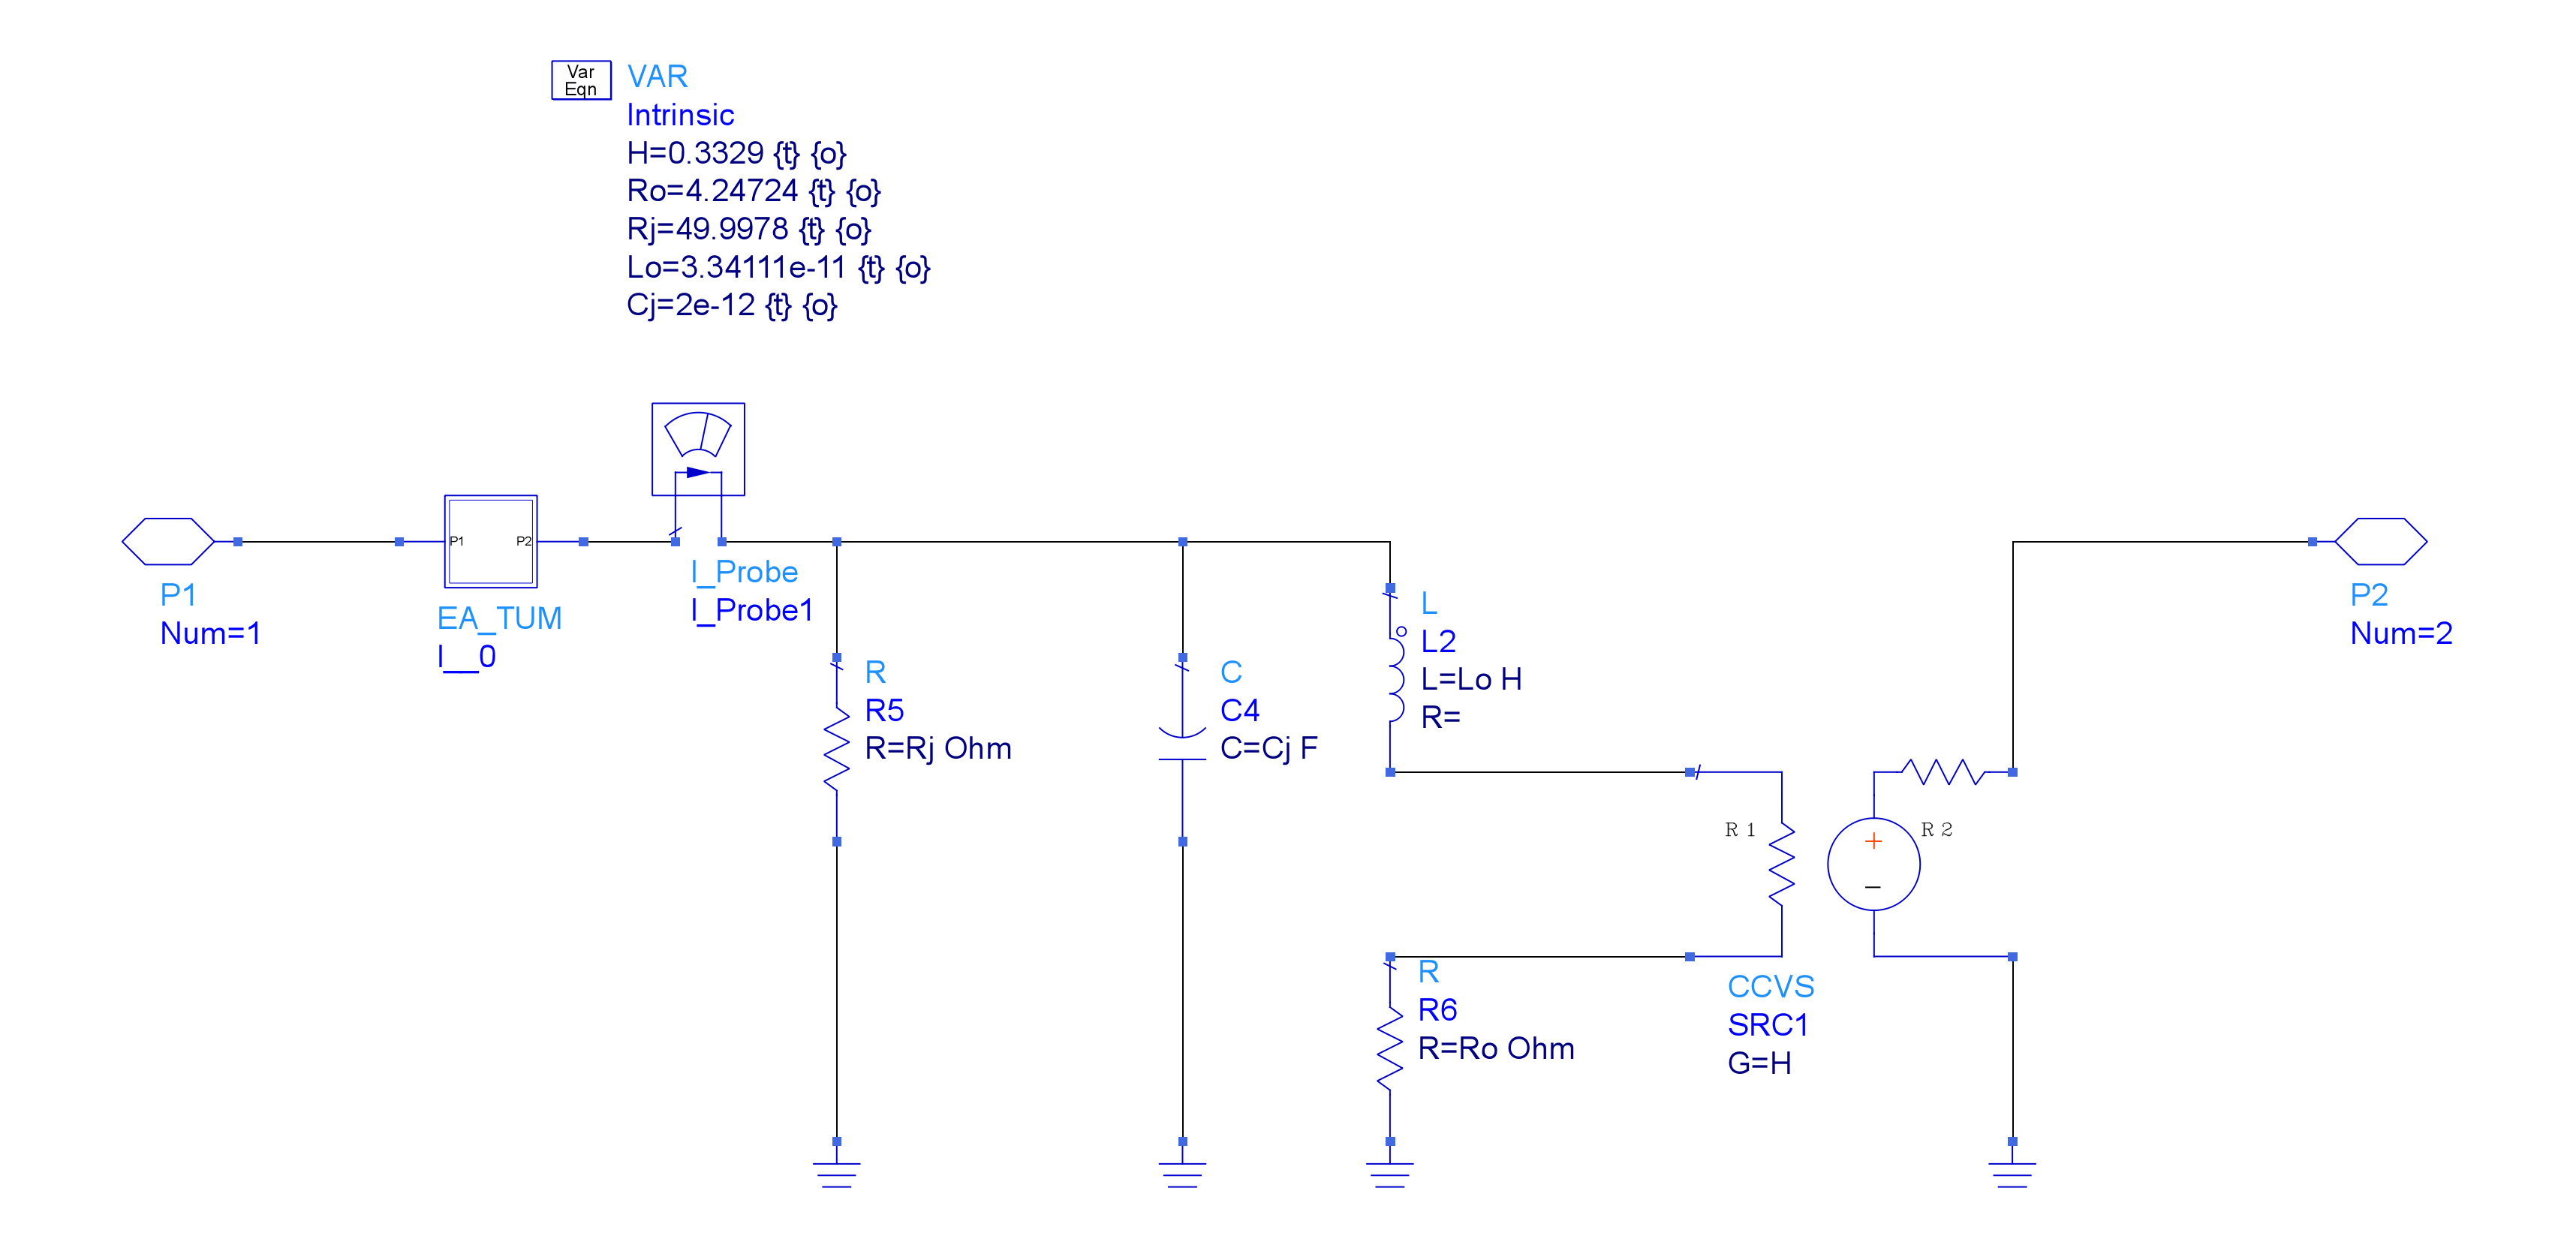 Var
Eqn
VAR
Intrinsic
H=0.3329 {t} {o}
Ro=4.24724 {t} {o}
Rj=49.9978 {t} {o}
Lo=3.34111e-11 {t} {o}
Cj=2e-12 {t} {o}
P1
Num=1
P1
P2
EA_TUM
I__0
I_Probe
I_Probe1
R
R5
R=Rj Ohm
C
C4
C=Cj F
L
L2
L=Lo H
R=
R 1
+
−
R 2
R
R6
R=Ro Ohm
CCVS
SRC1
G=H
P2
Num=2